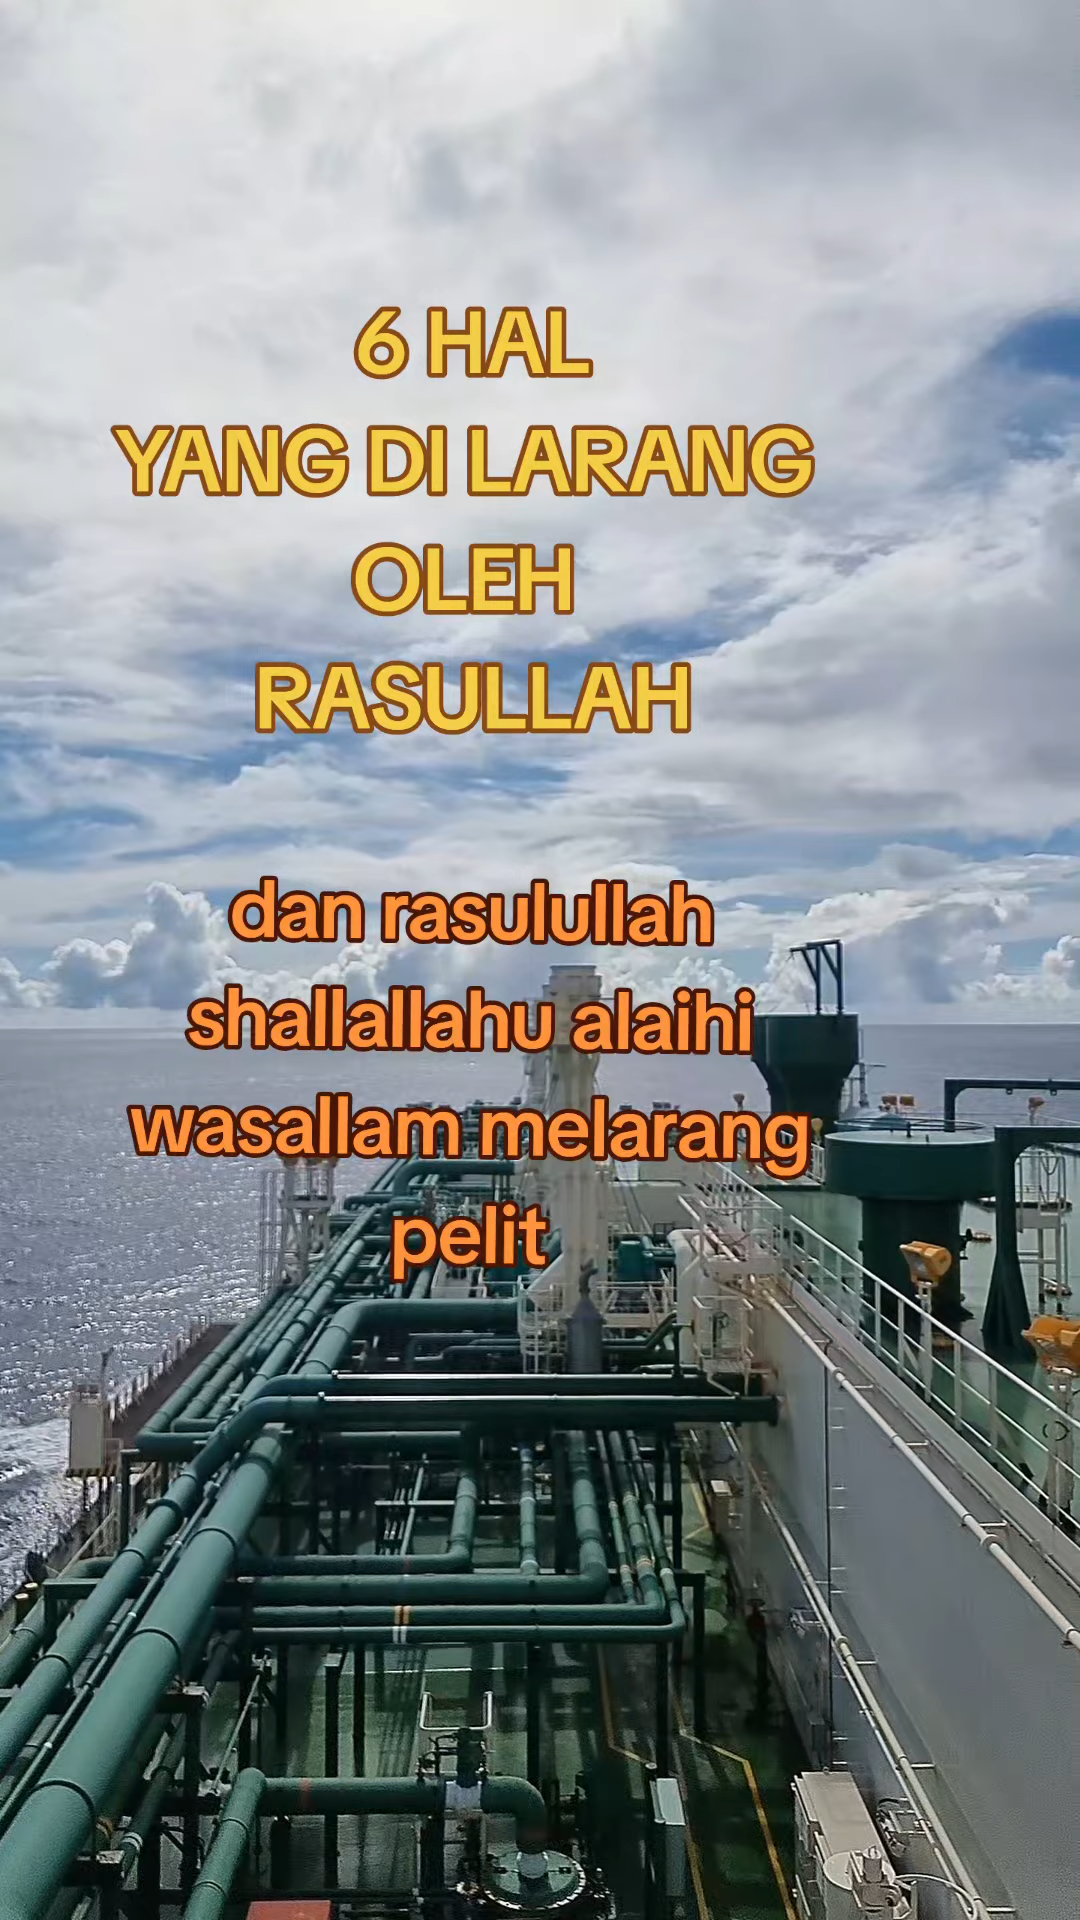 6 HAL
YANG DI LARANG
OLEH
RASULLAH
dan rasulullah
shallallahu alaihi
wasallam melarang
pelit